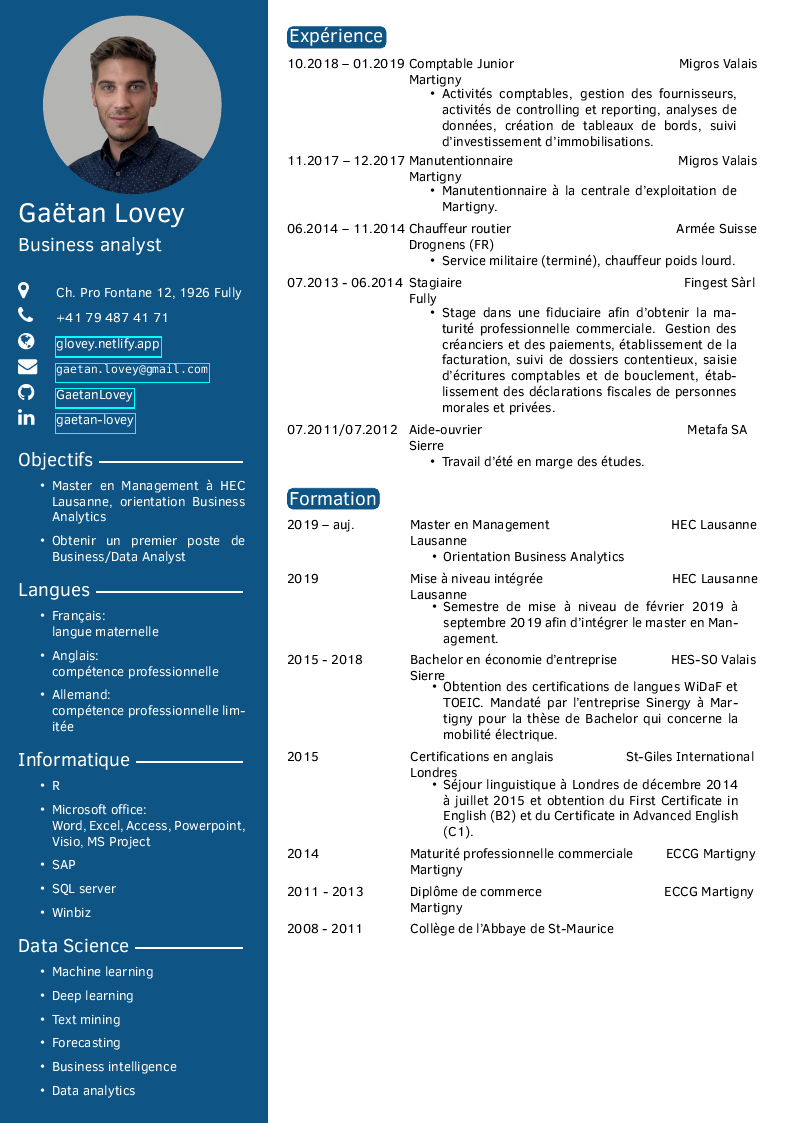 Gaëtan Lovey
Business analyst
Ch. Pro Fontane 12, 1926 Fully
+41 79 487 41 71
glovey.netlify.app
gaetan.lovey@gmail.com
GaetanLovey
gaetan-lovey
Objectifs
• Master en Management à HEC
Lausanne, orientation Business
Analytics
• Obtenir un premier poste de
Business/Data Analyst
Langues
• Français:
langue maternelle
• Anglais:
compétence professionnelle
• Allemand:
compétence professionnelle lim-
itée
Informatique
• R
• Microsoft office:
Word, Excel, Access, Powerpoint,
Visio, MS Project
• SAP
• SQL server
• Winbiz
Data Science
• Machine learning
• Deep learning
• Text mining
• Forecasting
• Business intelligence
• Data analytics
Expérience
10.2018 – 01.2019 Comptable Junior Migros Valais
Martigny
• Activités comptables, gestion des fournisseurs,
activités de controlling et reporting, analyses de
données, création de tableaux de bords, suivi
d'investissement d'immobilisations.
11.2017 – 12.2017 Manutentionnaire Migros Valais
Martigny
• Manutentionnaire à la centrale d'exploitation de
Martigny.
06.2014 – 11.2014 Chauffeur routier Armée Suisse
Drognens (FR)
• Service militaire (terminé), chauffeur poids lourd.
07.2013 - 06.2014 Stagiaire Fingest Sàrl
Fully
• Stage dans une fiduciaire afin d'obtenir la ma-
turité professionnelle commerciale. Gestion des
créanciers et des paiements, établissement de la
facturation, suivi de dossiers contentieux, saisie
d'écritures comptables et de bouclement, étab-
lissement des déclarations fiscales de personnes
morales et privées.
07.2011/07.2012 Aide-ouvrier Metafa SA
Sierre
• Travail d'été en marge des études.
Formation
2019 – auj. Master en Management HEC Lausanne
Lausanne
• Orientation Business Analytics
2019 Mise à niveau intégrée HEC Lausanne
Lausanne
• Semestre de mise à niveau de février 2019 à
septembre 2019 afin d'intégrer le master en Man-
agement.
2015 - 2018 Bachelor en économie d'entreprise HES-SO Valais
Sierre
• Obtention des certifications de langues WiDaF et
TOEIC. Mandaté par l'entreprise Sinergy à Mar-
tigny pour la thèse de Bachelor qui concerne la
mobilité électrique.
2015 Certifications en anglais St-Giles International
Londres
• Séjour linguistique à Londres de décembre 2014
à juillet 2015 et obtention du First Certificate in
English (B2) et du Certificate in Advanced English
(C1).
2014 Maturité professionnelle commerciale ECCG Martigny
Martigny
2011 - 2013 Diplôme de commerce ECCG Martigny
Martigny
2008 - 2011 Collège de l'Abbaye de St-Maurice